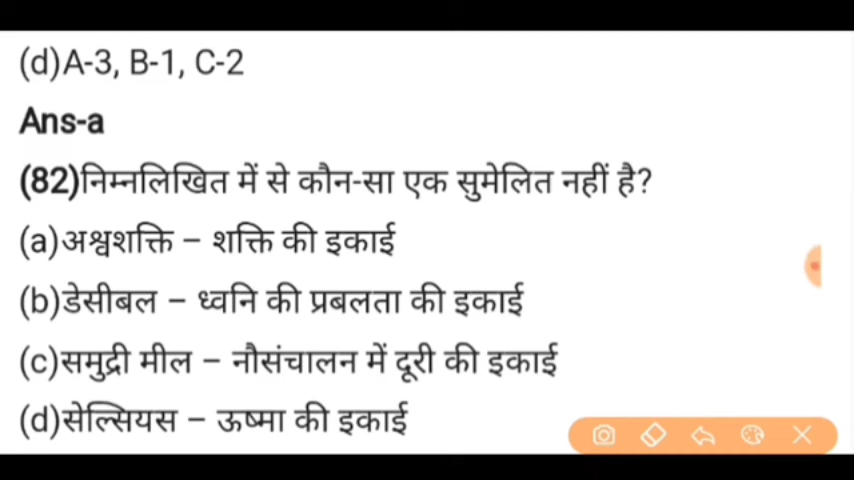 (d)A-3, B-1, C-2
Ans-a
(82)निम्नलिखित में से कौन-सा एक सुमेलित नहीं है?
(a)अश्वशक्ति – शक्ति की इकाई
(b)डेसीबल – ध्वनि की प्रबलता की इकाई
(c)समुद्री मील – नौसंचालन में दूरी की इकाई
(d)सेल्सियस – ऊष्मा की इकाई